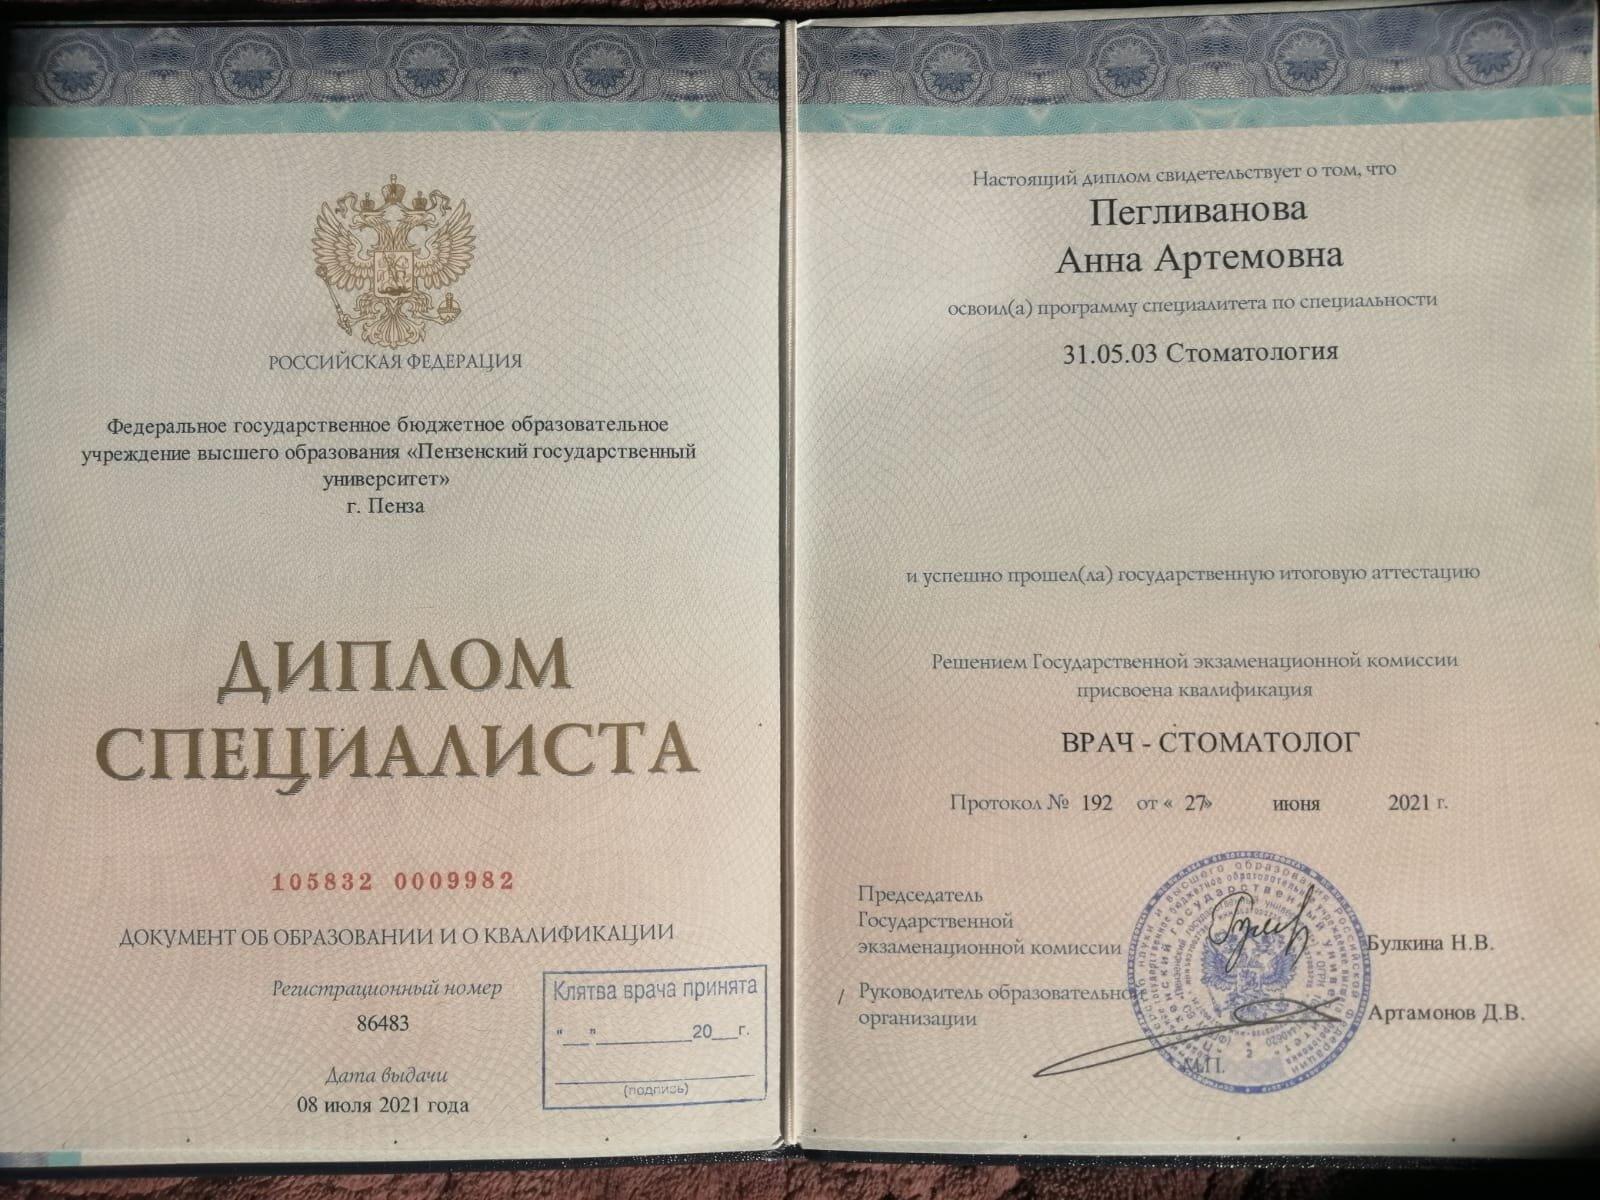 РОССИЙСКАЯ ФЕДЕРАЦИЯ
Федеральное государственное бюджетное образовательное
учреждение высшего образования «Пензенский государственный
университет»
г. Пенза
ДИПЛОМ
СПЕЦИАЛИСТА
105832 0009982
ДОКУМЕНТ ОБ ОБРАЗОВАНИИ И О КВАЛИФИКАЦИИ
Регистрационный номер
86483
Дата выдачи
08 июля 2021 года
Клятва врача принята
"__" ________20__г.
(подпись)
Настоящий диплом свидетельствует о том, что
Пегливанова
Анна Артемовна
освоил(а) программу специалитета по специальности
31.05.03 Стоматология
и успешно прошел(ла) государственную итоговую аттестацию
Решением Государственной экзаменационной комиссии
присвоена квалификация
ВРАЧ - СТОМАТОЛОГ
Протокол № 192 от « 27» июня 2021 г.
Председатель
Государственной
экзаменационной комиссии
Булкина Н.В.
/ Руководитель образовательной
организации
Артамонов Д.В.
М.П.